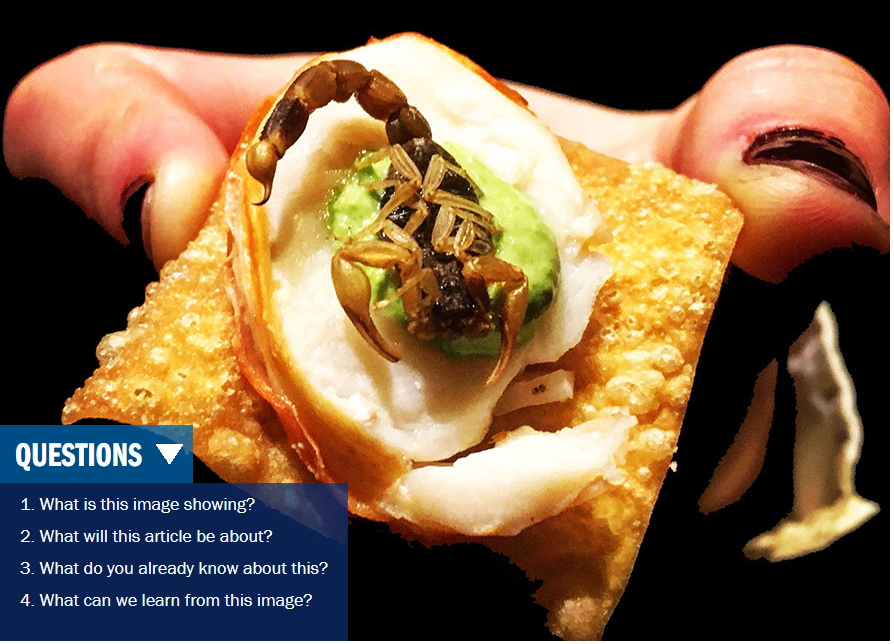 QUESTIONS
1. What is this image showing?
2. What will this article be about?
3. What do you already know about this?
4. What can we learn from this image?